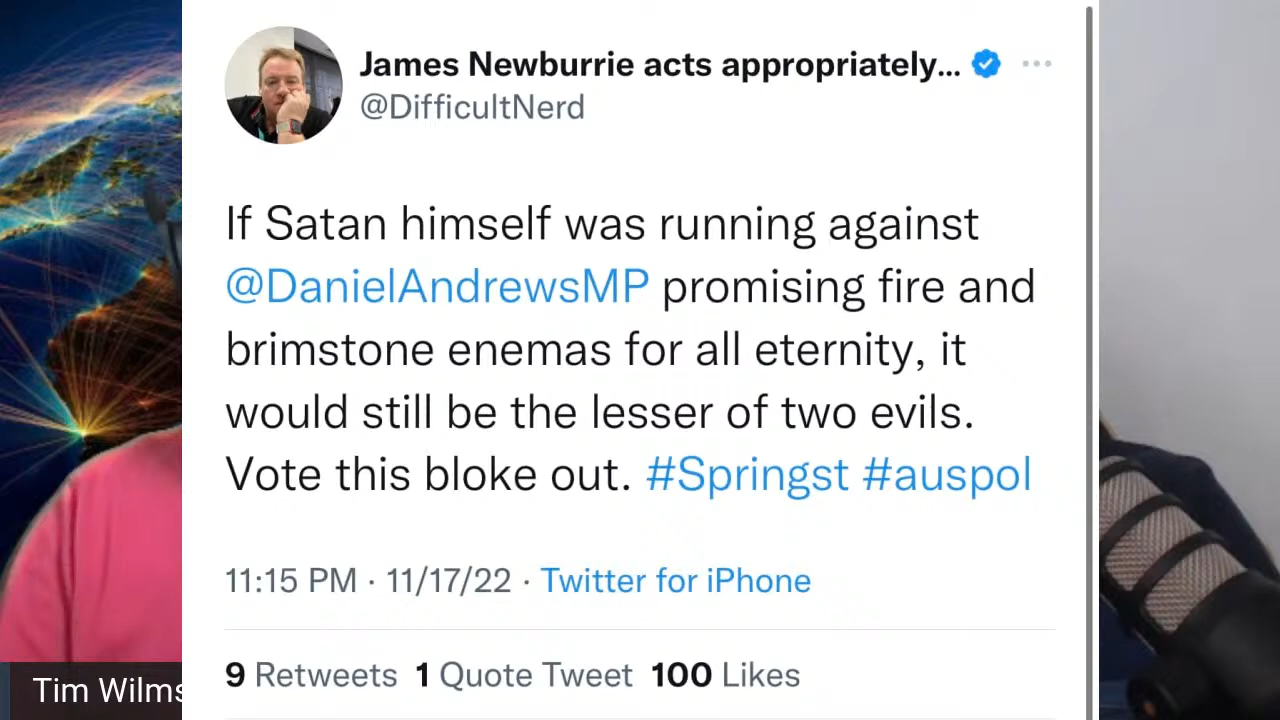 James Newburrie acts appropriately...
@DifficultNerd
If Satan himself was running against
@DanielAndrewsMP promising fire and
brimstone enemas for all eternity, it
would still be the lesser of two evils.
Vote this bloke out. #Springst #auspol
11:15 PM · 11/17/22 · Twitter for iPhone
9 Retweets 1 Quote Tweet 100 Likes
Tim Wilms